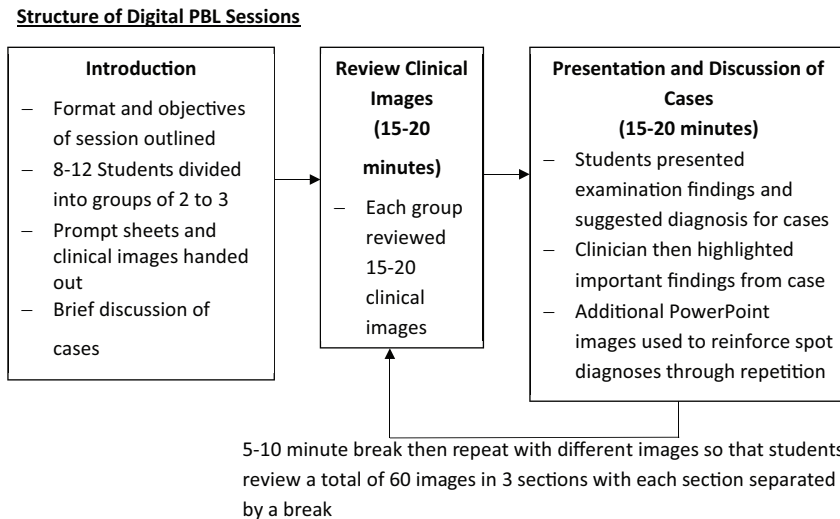 Structure of Digital PBL Sessions
Introduction
– Format and objectives
of session outlined
– 8-12 Students divided
into groups of 2 to 3
– Prompt sheets and
clinical images handed
out
– Brief discussion of
cases
Review Clinical
Images
(15-20
minutes)
– Each group
reviewed
15-20
clinical
images
Presentation and Discussion of
Cases
(15-20 minutes)
– Students presented
examination findings and
suggested diagnosis for cases
– Clinician then highlighted
important findings from case
– Additional PowerPoint
images used to reinforce spot
diagnoses through repetition
5-10 minute break then repeat with different images so that students
review a total of 60 images in 3 sections with each section separated
by a break